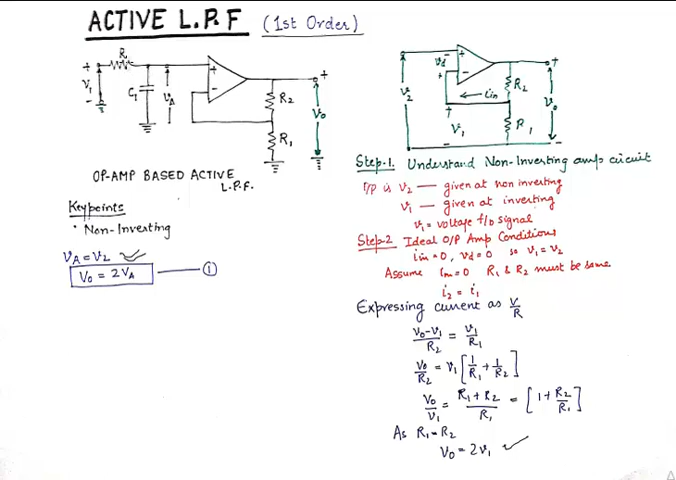 ACTIVE L.P.F (1st Order)
+ R +
V₁ C₁ VA + - R₂ Vo
- R₁
OP-AMP BASED ACTIVE
L.P.F.
Keypoints
• Non-Inverting
VA = V2
Vo = 2VA ——— ①
Vd - + +
V₂ + - R₂ Vo
← iin
+ V₁ - R₁ -
Step-1. Understand Non-Inverting amp circuit
I/P is V₂ — given at non inverting
V₁ — given at inverting
V₁ = voltage f/b signal
Step-2 Ideal O/P Amp Conditions
iin = 0, Vd = 0 so V₁ = V₂
Assume iin = 0 R₁ & R₂ must be same.
i₂ = i₁
Expressing current as V/R
(Vo - V₁)/R₂ = V₁/R₁
Vo/R₂ = V₁ [1/R₁ + 1/R₂]
Vo/V₁ = (R₁ + R₂)/R₁ = [1 + R₂/R₁]
As R₁ = R₂
Vo = 2V₁